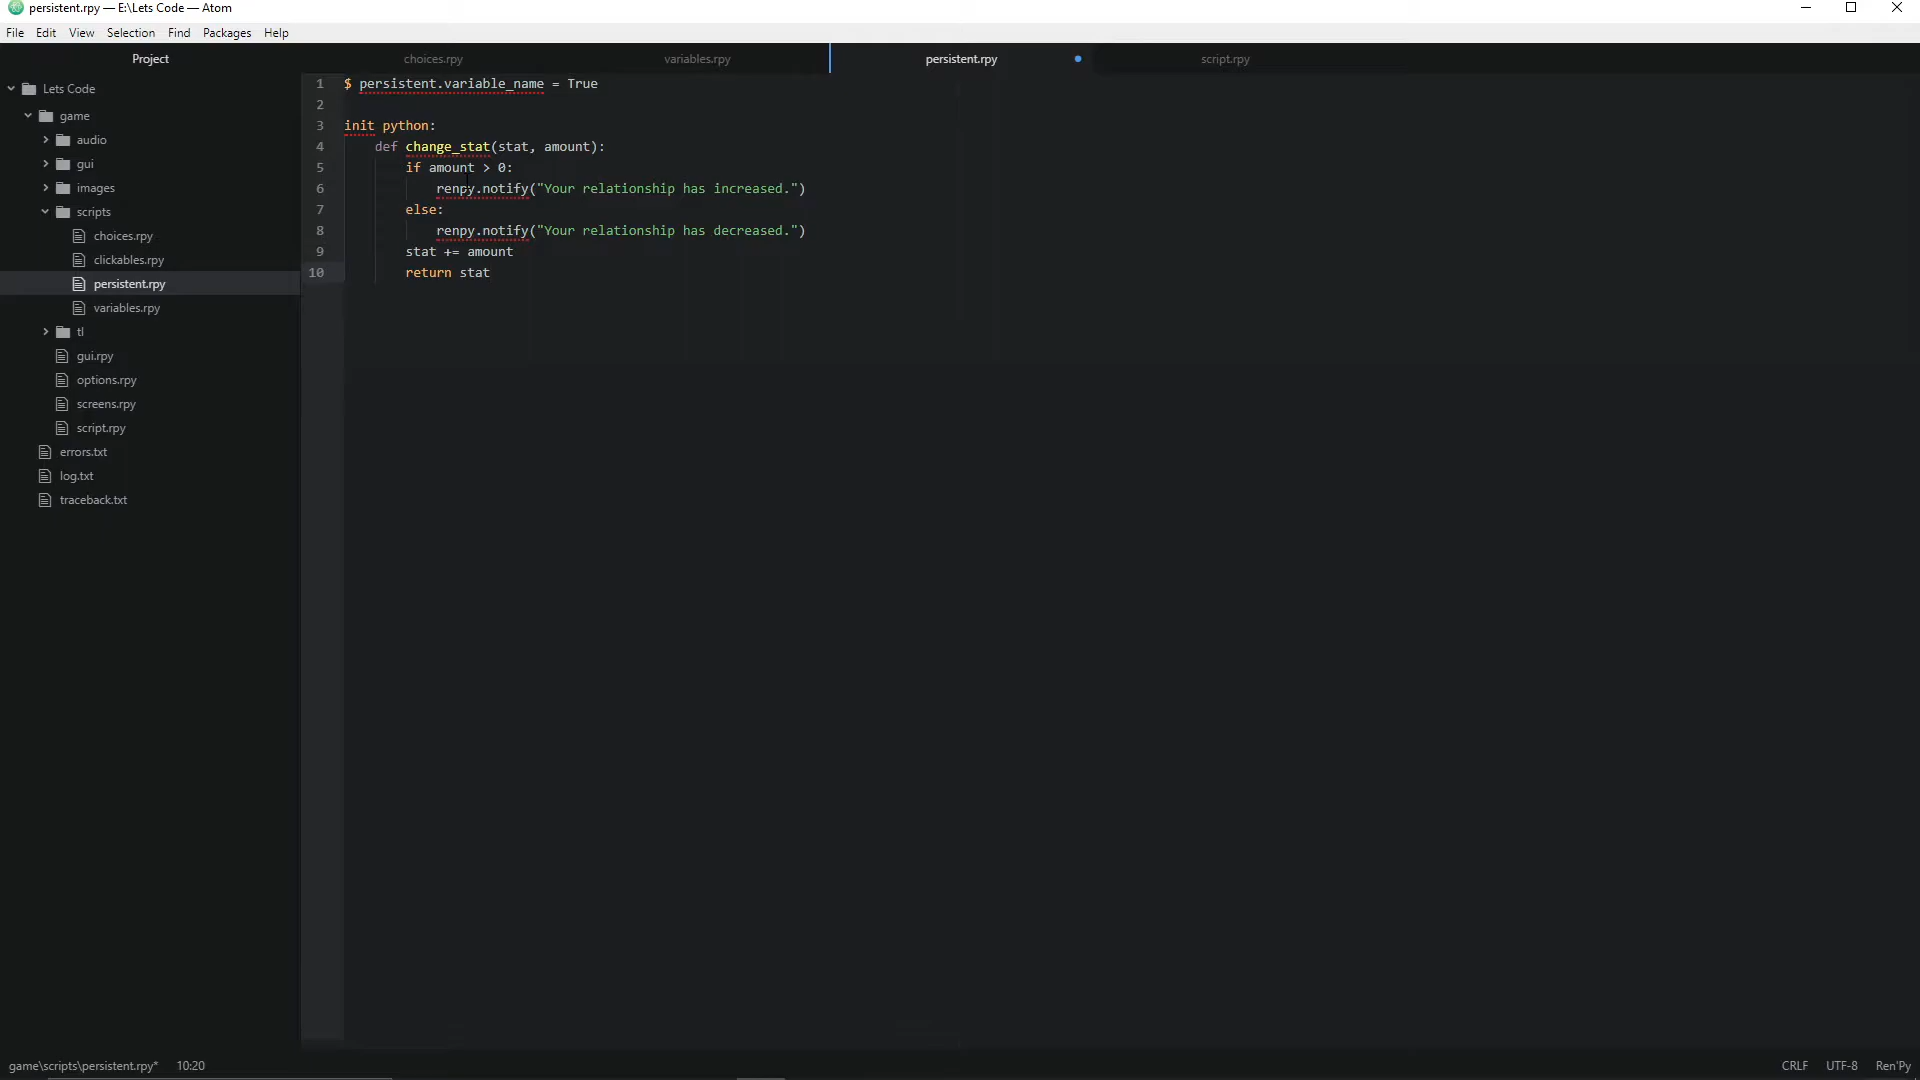 persistent.rpy — E:\Lets Code — Atom
File Edit View Selection Find Packages Help
Project choices.rpy variables.rpy persistent.rpy script.rpy
Lets Code
game
audio
gui
images
scripts
choices.rpy
clickables.rpy
persistent.rpy
variables.rpy
tl
gui.rpy
options.rpy
screens.rpy
script.rpy
errors.txt
log.txt
traceback.txt
1 $ persistent.variable_name = True
2
3 init python:
4 def change_stat(stat, amount):
5 if amount > 0:
6 renpy.notify("Your relationship has increased.")
7 else:
8 renpy.notify("Your relationship has decreased.")
9 stat += amount
10 return stat
game\scripts\persistent.rpy* 10:20 CRLF UTF-8 Ren'Py